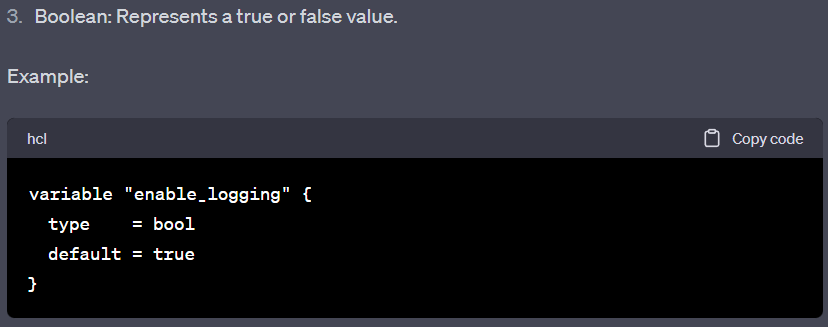 3. Boolean: Represents a true or false value.
Example:
hcl
Copy code
variable "enable_logging" {
  type    = bool
  default = true
}